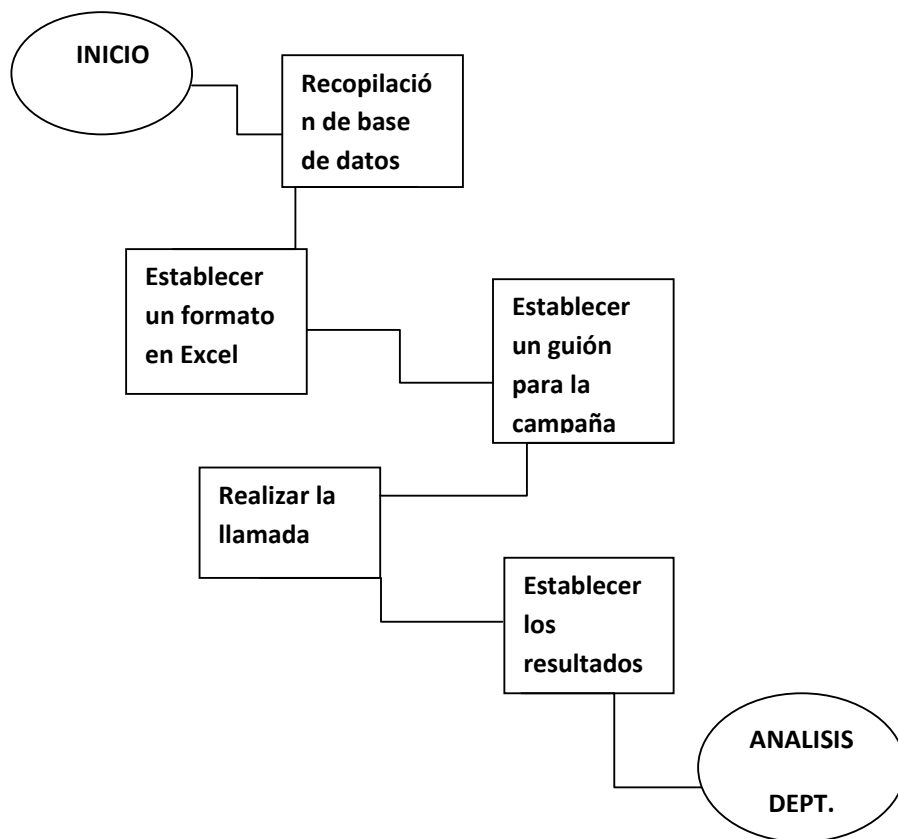 INICIO
Recopilació
n de base
de datos
Establecer
un formato
en Excel
Establecer
un guión
para la
campaña
Realizar la
llamada
Establecer
los
resultados
ANALISIS
DEPT.